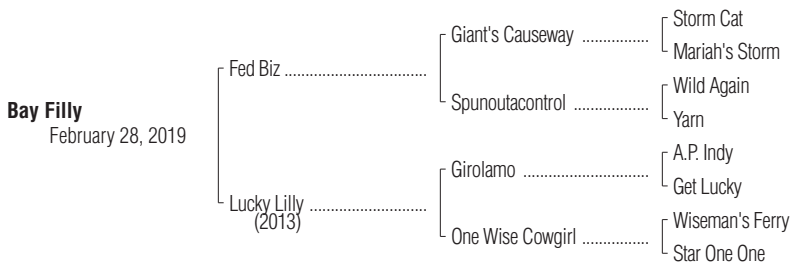 Storm Cat
Giant's Causeway ................
Mariah's Storm
Fed Biz ..................................
Wild Again
Spunoutacontrol ..................
Yarn
Bay Filly
February 28, 2019
A.P. Indy
Girolamo ..............................
Get Lucky
Lucky Lilly ............................
(2013)
Wiseman's Ferry
One Wise Cowgirl ................
Star One One